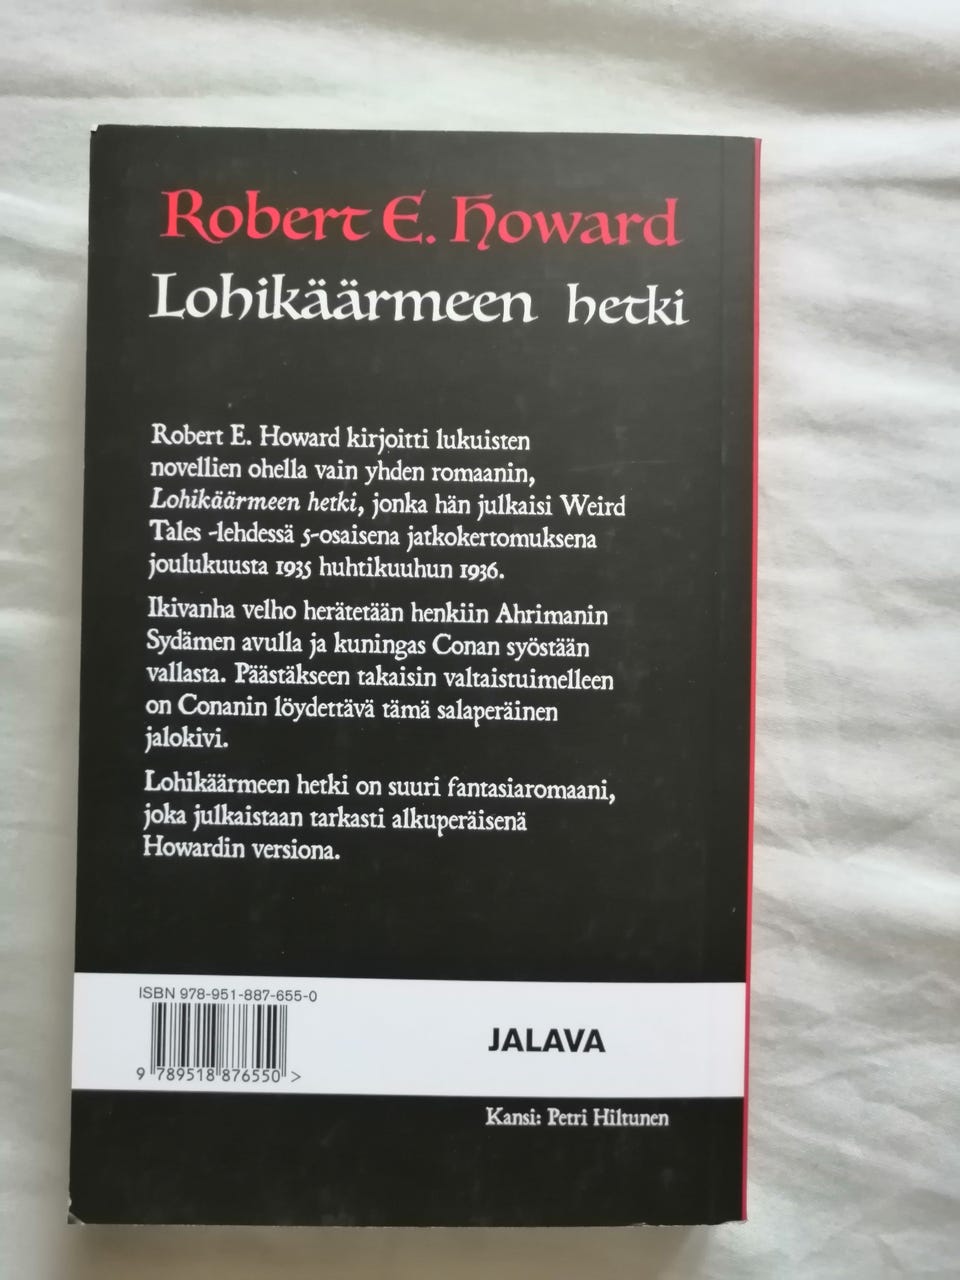 Robert E. Howard
Lohikäärmeen hetki
Robert E. Howard kirjoitti lukuisten
novellien ohella vain yhden romaanin,
Lohikäärmeen hetki, jonka hän julkaisi Weird
Tales -lehdessä 5-osaisena jatkokertomuksena
joulukuusta 1935 huhtikuuhun 1936.
Ikivanha velho herätetään henkiin Ahrimanin
Sydämen avulla ja kuningas Conan syöstään
vallasta. Päästäkseen takaisin valtaistuimelleen
on Conanin löydettävä tämä salaperäinen
jalokivi.
Lohikäärmeen hetki on suuri fantasiaromaani,
joka julkaistaan tarkasti alkuperäisenä
Howardin versiona.
ISBN 978-951-887-655-0
9 789518 876550 >
JALAVA
Kansi: Petri Hiltunen